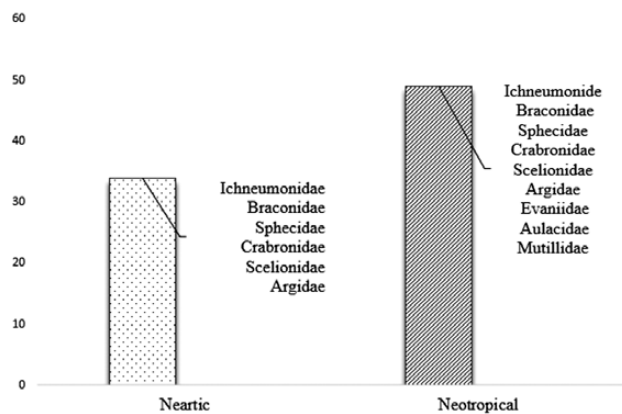 60
50
40
30
20
10
0
Ichneumonidae
Braconidae
Sphecidae
Crabronidae
Scelionidae
Argidae
Ichneumonide
Braconidae
Sphecidae
Crabronidae
Scelionidae
Argidae
Evaniidae
Aulacidae
Mutillidae
Neartic
Neotropical